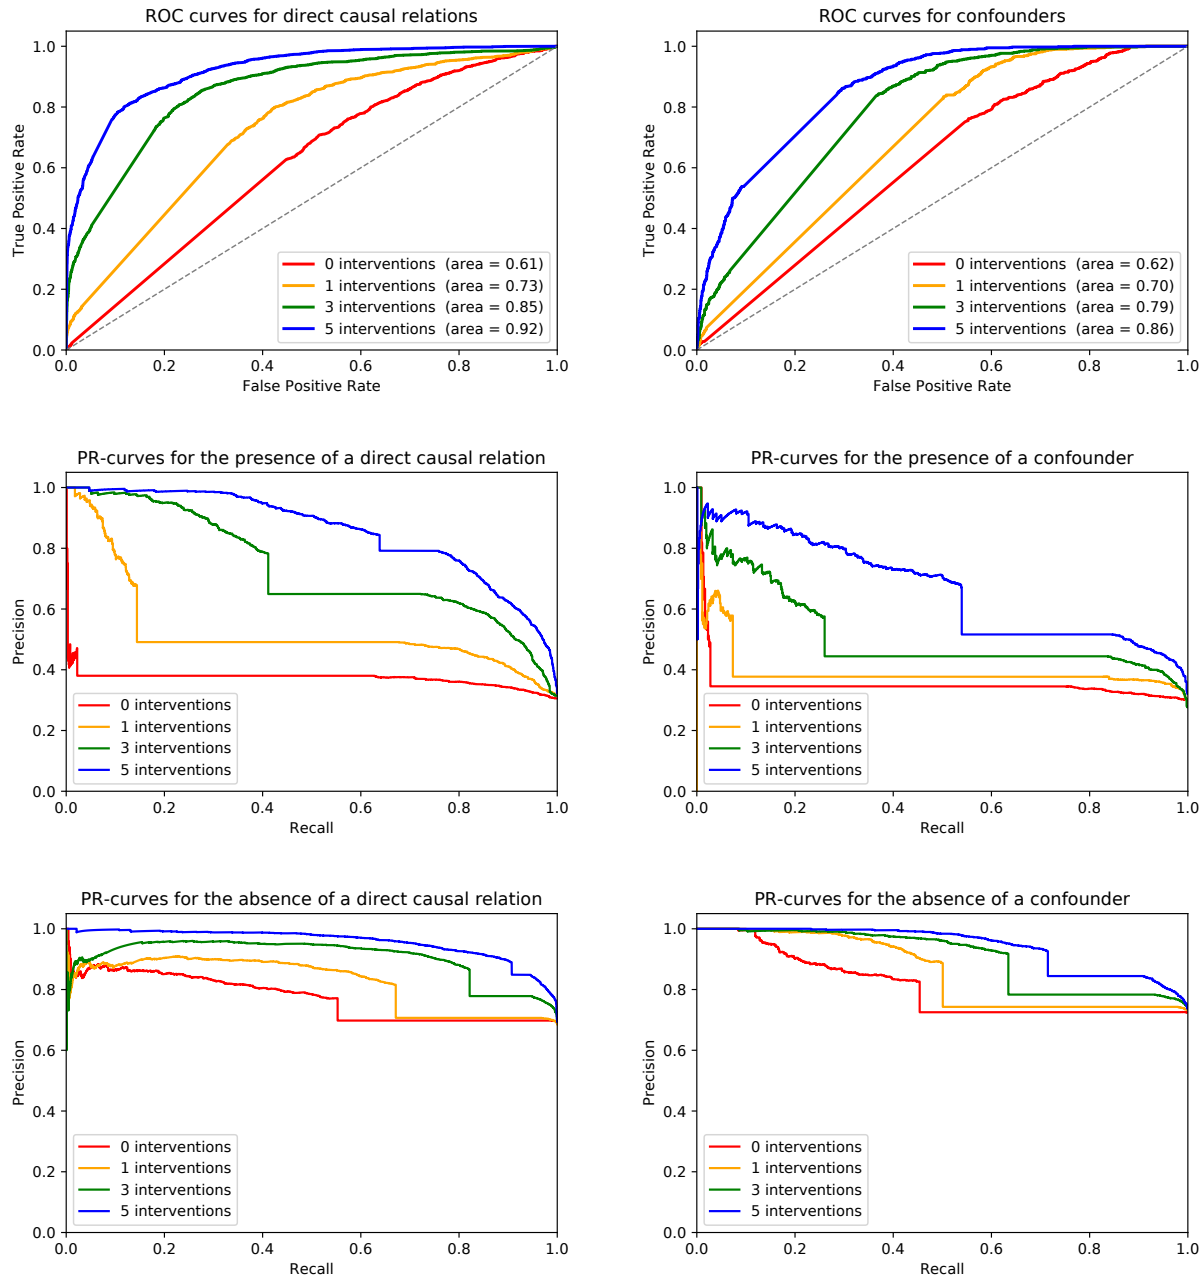 ROC curves for direct causal relations
True Positive Rate
1.0
0.8
0.6
0.4
0.2
0.0
0 interventions (area = 0.61)
1 interventions (area = 0.73)
3 interventions (area = 0.85)
5 interventions (area = 0.92)
0.0 0.2 0.4 0.6 0.8 1.0
False Positive Rate
ROC curves for confounders
True Positive Rate
1.0
0.8
0.6
0.4
0.2
0.0
0 interventions (area = 0.62)
1 interventions (area = 0.70)
3 interventions (area = 0.79)
5 interventions (area = 0.86)
0.0 0.2 0.4 0.6 0.8 1.0
False Positive Rate
PR-curves for the presence of a direct causal relation
Precision
1.0
0.8
0.6
0.4
0.2
0.0
0 interventions
1 interventions
3 interventions
5 interventions
0.0 0.2 0.4 0.6 0.8 1.0
Recall
PR-curves for the presence of a confounder
Precision
1.0
0.8
0.6
0.4
0.2
0.0
0 interventions
1 interventions
3 interventions
5 interventions
0.0 0.2 0.4 0.6 0.8 1.0
Recall
PR-curves for the absence of a direct causal relation
Precision
1.0
0.8
0.6
0.4
0.2
0.0
0 interventions
1 interventions
3 interventions
5 interventions
0.0 0.2 0.4 0.6 0.8 1.0
Recall
PR-curves for the absence of a confounder
Precision
1.0
0.8
0.6
0.4
0.2
0.0
0 interventions
1 interventions
3 interventions
5 interventions
0.0 0.2 0.4 0.6 0.8 1.0
Recall